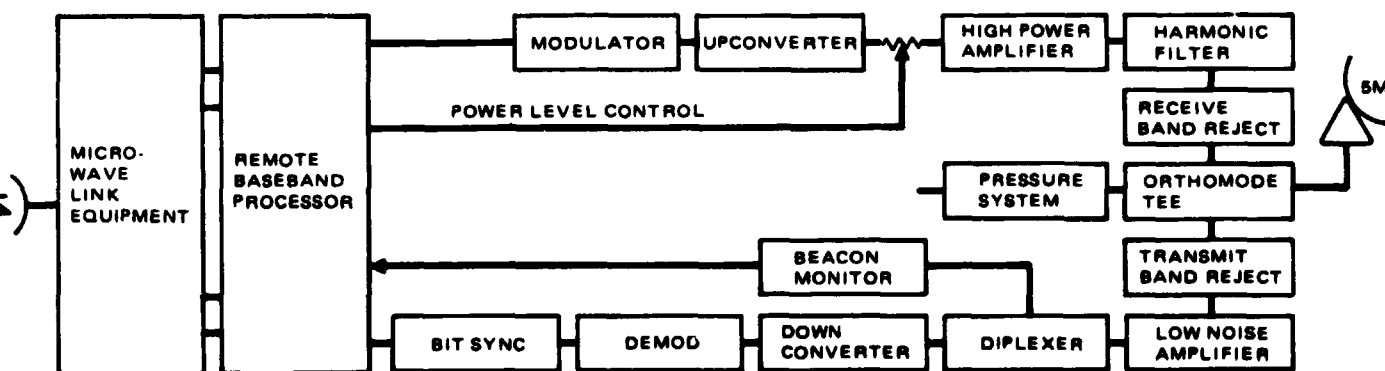 MODULATOR
UPCONVERTER
HIGH POWER
AMPLIFIER
HARMONIC
FILTER
5M
POWER LEVEL CONTROL
RECEIVE
BAND REJECT
MICRO-
WAVE
LINK
EQUIPMENT
REMOTE
BASEBAND
PROCESSOR
PRESSURE
SYSTEM
ORTHOMODE
TEE
BEACON
MONITOR
TRANSMIT
BAND REJECT
BIT SYNC
DEMOD
DOWN
CONVERTER
DIPLEXER
LOW NOISE
AMPLIFIER